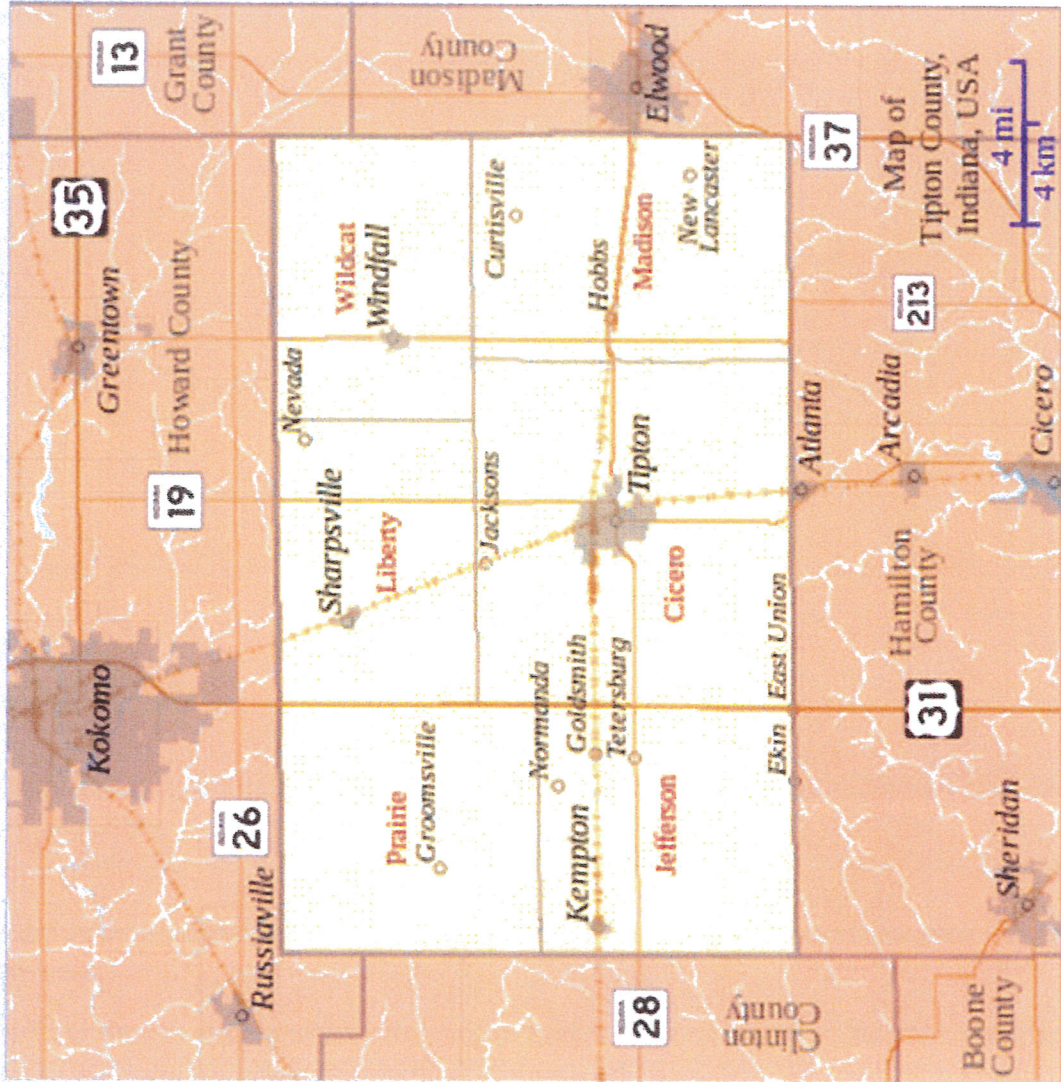 Kokomo
Greentown
35
13
Grant
County
19
Howard County
26
Russiaville
Nevada
Sharpsville
Liberty
Wildcat
Windfall
Prairie
Groomsville
Madison
County
Jacksons
Curtisville
Normanda
Kempton
Goldsmith
Tetersburg
Tipton
Hobbs
Elwood
28
Jefferson
Cicero
Madison
New
Lancaster
Clinton
County
Ekin
East Union
Atlanta
37
Hamilton
County
Arcadia
213
31
Map of
Tipton County,
Indiana, USA
Boone
County
Sheridan
Cicero
4 mi
4 km